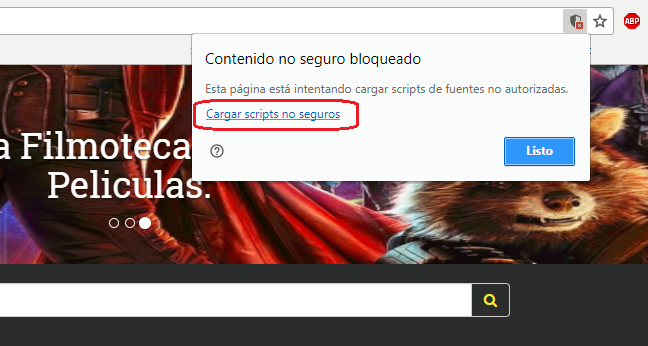 ABP
Contenido no seguro bloqueado
Esta página está intentando cargar scripts de fuentes no autorizadas.
Cargar scripts no seguros
Listo
a Filmoteca
Peliculas.